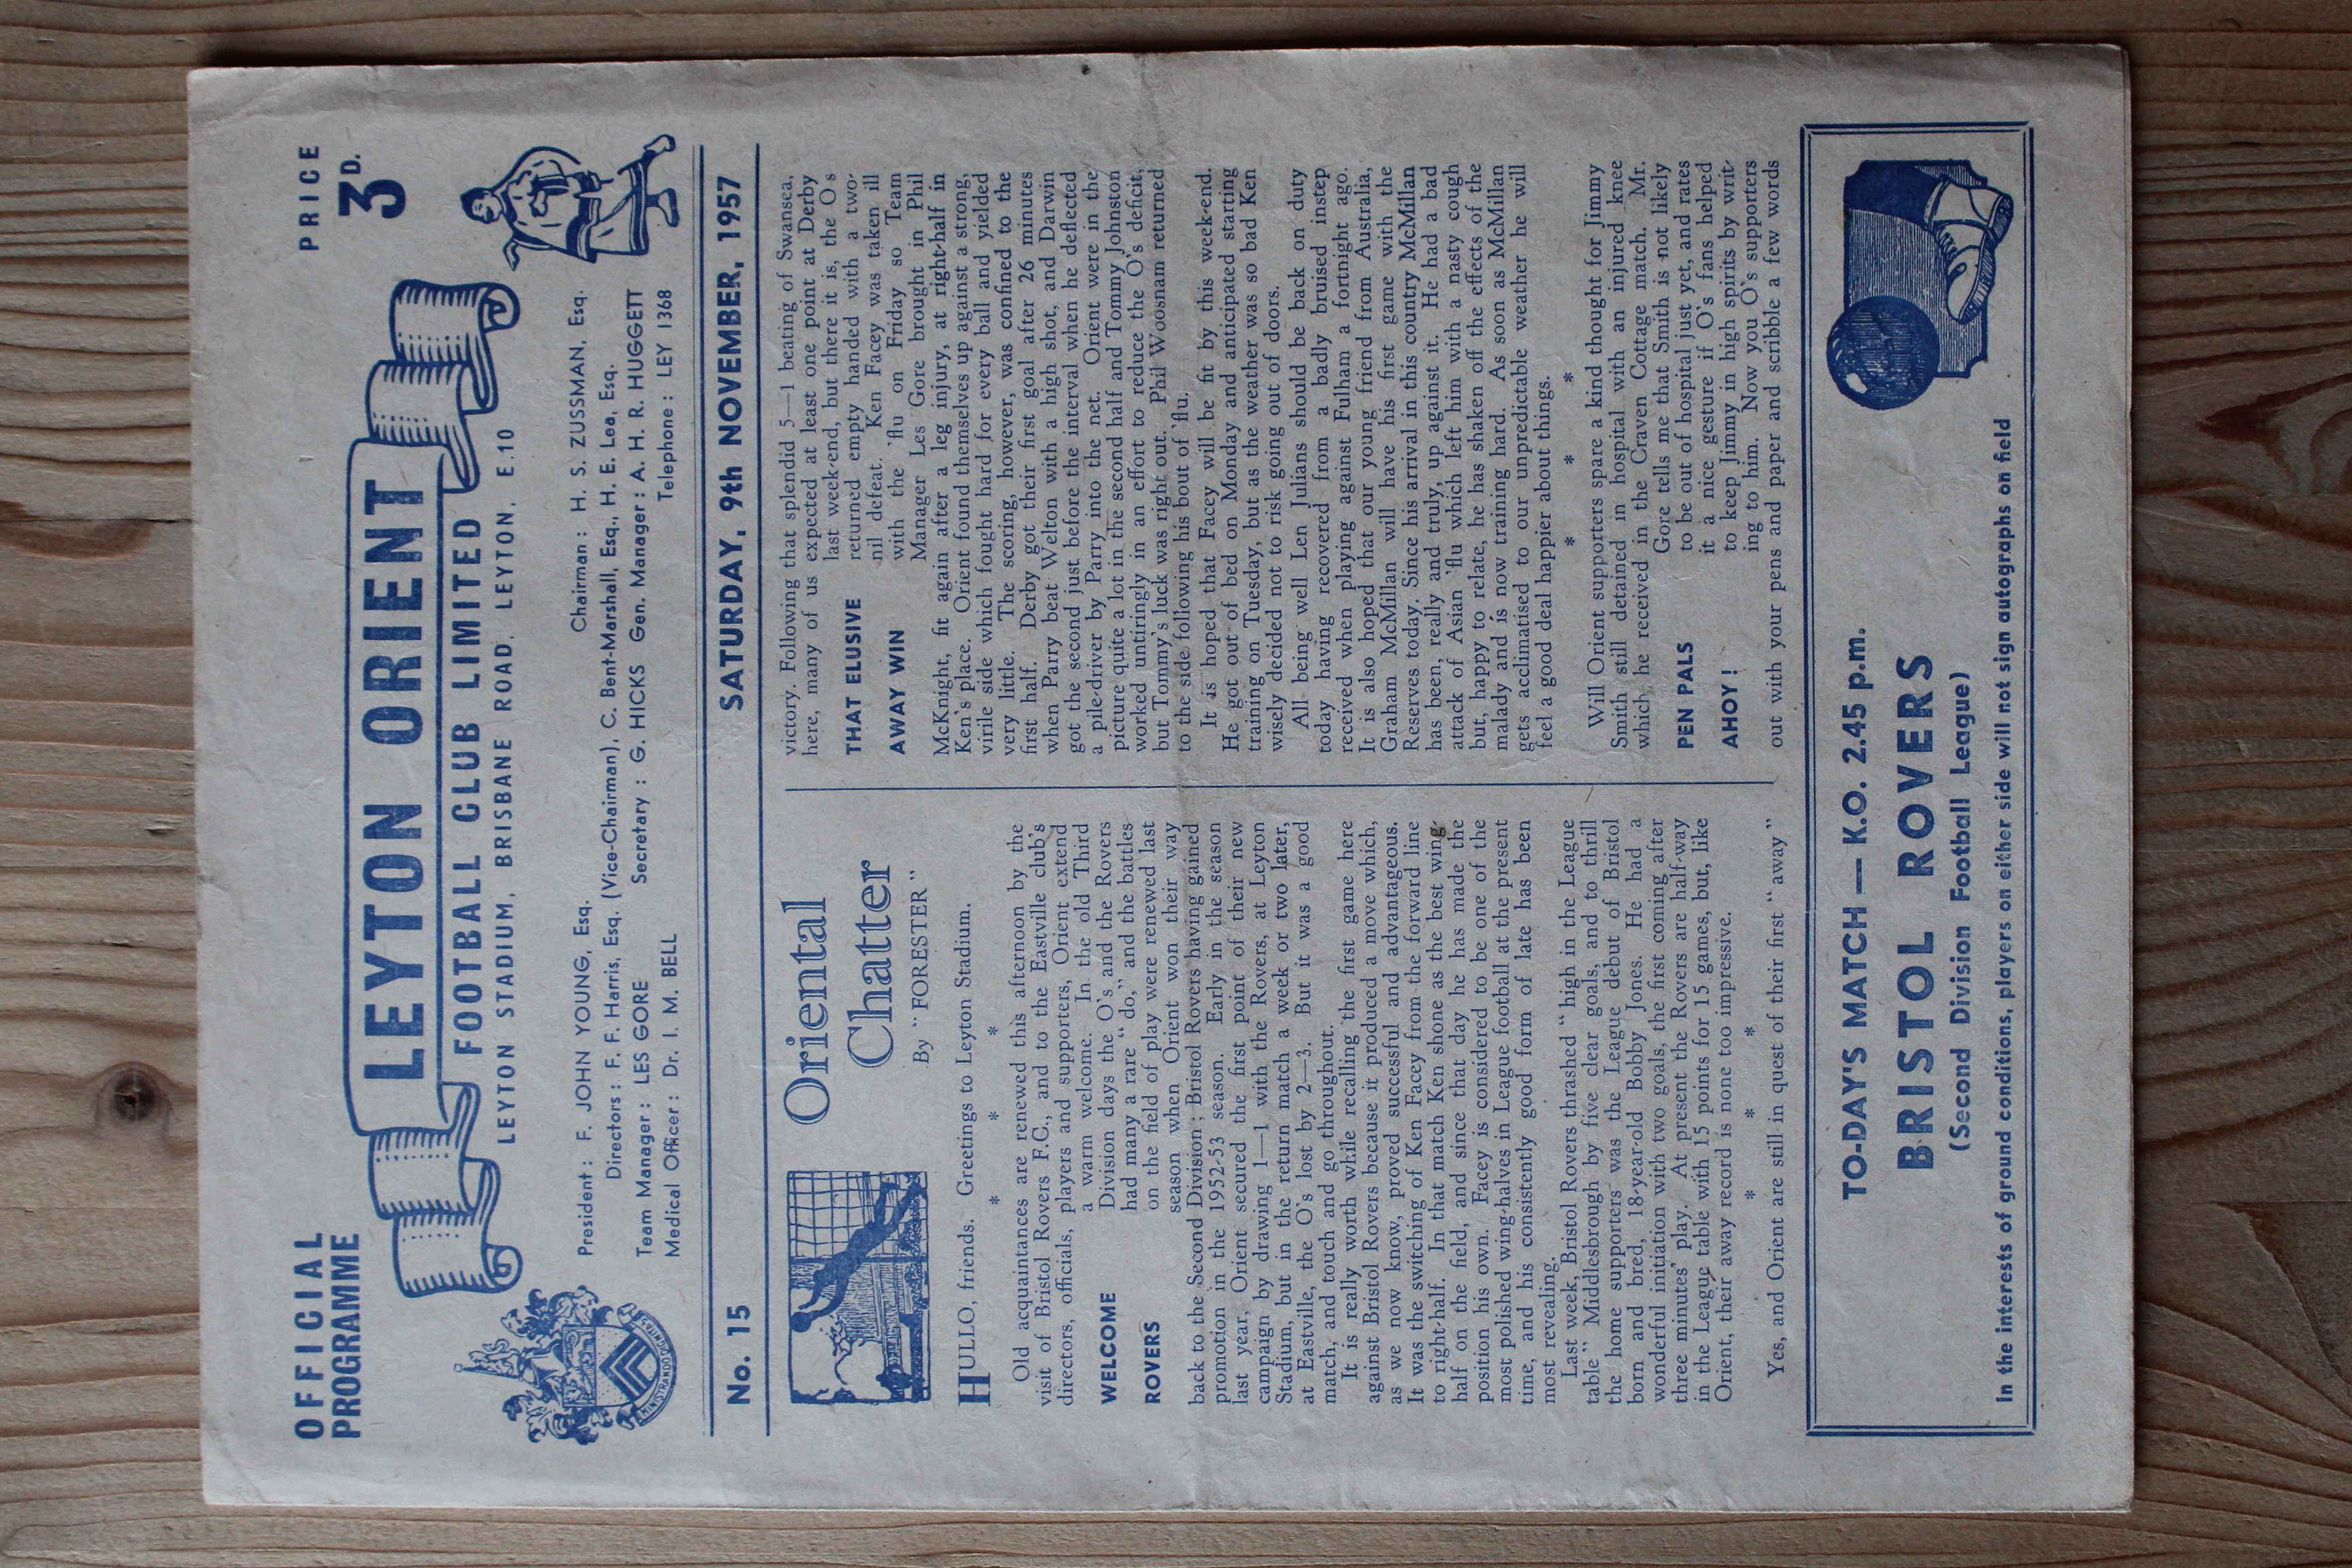 OFFICIAL
PROGRAMME
PRICE
3D.
LEYTON ORIENT
FOOTBALL CLUB LIMITED
LEYTON STADIUM, BRISBANE ROAD, LEYTON, E.10
President : F. JOHN YOUNG, Esq.
Chairman : H. S. ZUSSMAN, Esq.
Directors : F. F. Harris, Esq. (Vice-Chairman), C. Bent-Marshall, Esq., H. E. Lea, Esq.
Team Manager : LES GORE
Secretary : G. HICKS Gen. Manager : A. H. R. HUGGETT
Medical Officer : Dr. I. M. BELL
Telephone : LEY 1368
MINISTRANDO DIGNITAS
No. 15
SATURDAY, 9th NOVEMBER, 1957
Oriental
Chatter
By "FORESTER"
HULLO, friends. Greetings to Leyton Stadium.
* * *
Old acquaintances are renewed this afternoon by the
visit of Bristol Rovers F.C., and to the Eastville club's
directors, officials, players and supporters, Orient extend
a warm welcome. In the old Third
WELCOME
Division days the O's and the Rovers
had many a rare "do," and the battles
ROVERS
on the field of play were renewed last
season when Orient won their way
back to the Second Division : Bristol Rovers having gained
promotion in the 1952-53 season. Early in the season
last year, Orient secured the first point of their new
campaign by drawing 1—1 with the Rovers, at Leyton
Stadium, but in the return match a week or two later,
at Eastville, the O's lost by 2—3. But it was a good
match, and touch and go throughout.
It is really worth while recalling the first game here
against Bristol Rovers because it produced a move which,
as we now know, proved successful and advantageous.
It was the switching of Ken Facey from the forward line
to right-half. In that match Ken shone as the best wing-
half on the field, and since that day he has made the
position his own. Facey is considered to be one of the
most polished wing-halves in League football at the present
time, and his consistently good form of late has been
most revealing.
Last week, Bristol Rovers thrashed "high in the League
table" Middlesbrough by five clear goals, and to thrill
the home supporters was the League debut of Bristol
born and bred, 18-year-old Bobby Jones. He had a
wonderful initiation with two goals, the first coming after
three minutes' play. At present the Rovers are half-way
in the League table with 15 points for 15 games, but, like
Orient, their away record is none too impressive.
* * *
Yes, and Orient are still in quest of their first "away"
victory. Following that splendid 5—1 beating of Swansea,
here, many of us expected at least one point at Derby
last week-end, but there it is, the O s
THAT ELUSIVE
returned empty handed with a two-
nil defeat. Ken Facey was taken ill
AWAY WIN
with the 'flu on Friday so Team
Manager Les Gore brought in Phil
McKnight, fit again after a leg injury, at right-half in
Ken's place. Orient found themselves up against a strong,
virile side which fought hard for every ball and yielded
very little. The scoring, however, was confined to the
first half. Derby got their first goal after 26 minutes
when Parry beat Welton with a high shot, and Darwin
got the second just before the interval when he deflected
a pile-driver by Parry into the net. Orient were in the
picture quite a lot in the second half and Tommy Johnston
worked untiringly in an effort to reduce the O's deficit,
but Tommy's luck was right out. Phil Woosnam returned
to the side following his bout of 'flu.
It is hoped that Facey will be fit by this week-end.
He got out of bed on Monday and anticipated starting
training on Tuesday, but as the weather was so bad Ken
wisely decided not to risk going out of doors.
All being well Len Julians should be back on duty
today having recovered from a badly bruised instep
received when playing against Fulham a fortnight ago.
It is also hoped that our young friend from Australia,
Graham McMillan will have his first game with the
Reserves today. Since his arrival in this country McMillan
has been, really and truly, up against it. He had a bad
attack of Asian 'flu which left him with a nasty cough
but, happy to relate, he has shaken off the effects of the
malady and is now training hard. As soon as McMillan
gets acclimatised to our unpredictable weather he will
feel a good deal happier about things.
* * *
Will Orient supporters spare a kind thought for Jimmy
Smith still detained in hospital with an injured knee
which he received in the Craven Cottage match. Mr.
Gore tells me that Smith is not likely
PEN PALS
to be out of hospital just yet, and rates
it a nice gesture if O's fans helped
AHOY !
to keep Jimmy in high spirits by writ-
ing to him. Now you O's supporters
out with your pens and paper and scribble a few words
TO-DAY'S MATCH — K.O. 2.45 p.m.
BRISTOL ROVERS
(Second Division Football League)
In the interests of ground conditions, players on either side will not sign autographs on field